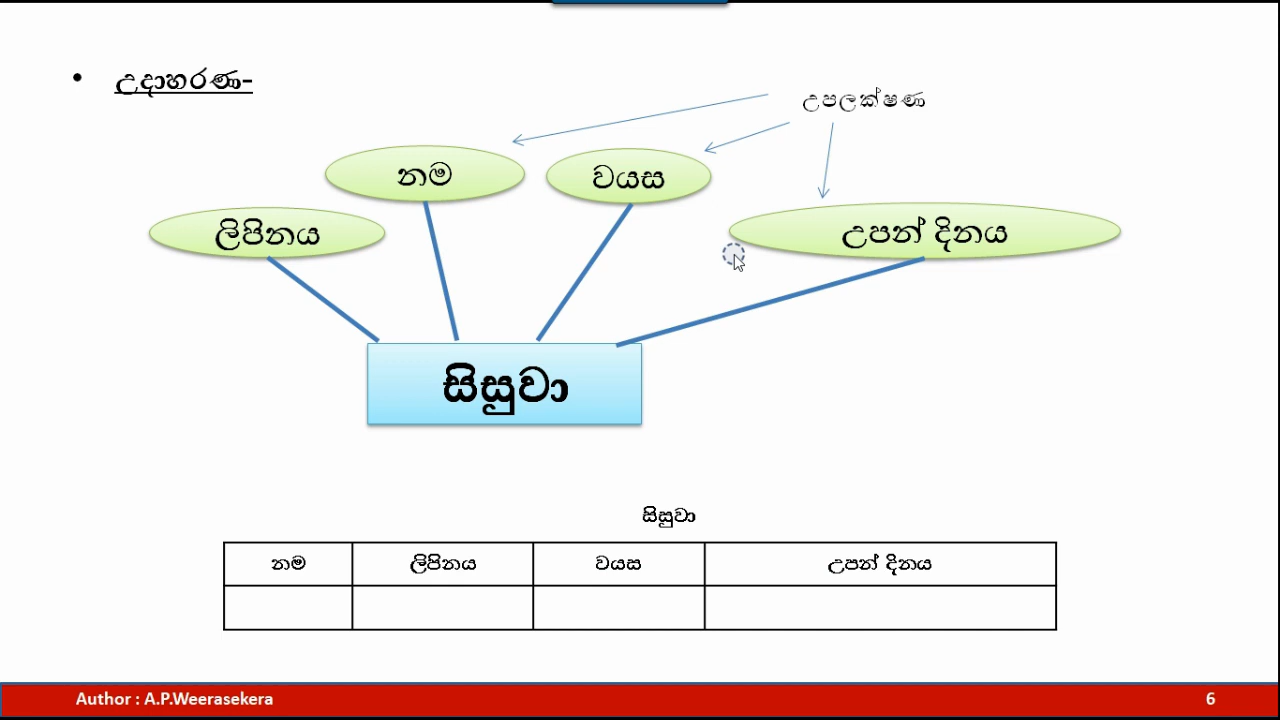 • උදාහරණ-
උපලක්ෂණ
නම
වයස
ලිපිනය
උපන් දිනය
සිසුවා
සිසුවා
නම ලිපිනය වයස උපන් දිනය
Author : A.P.Weerasekera 6